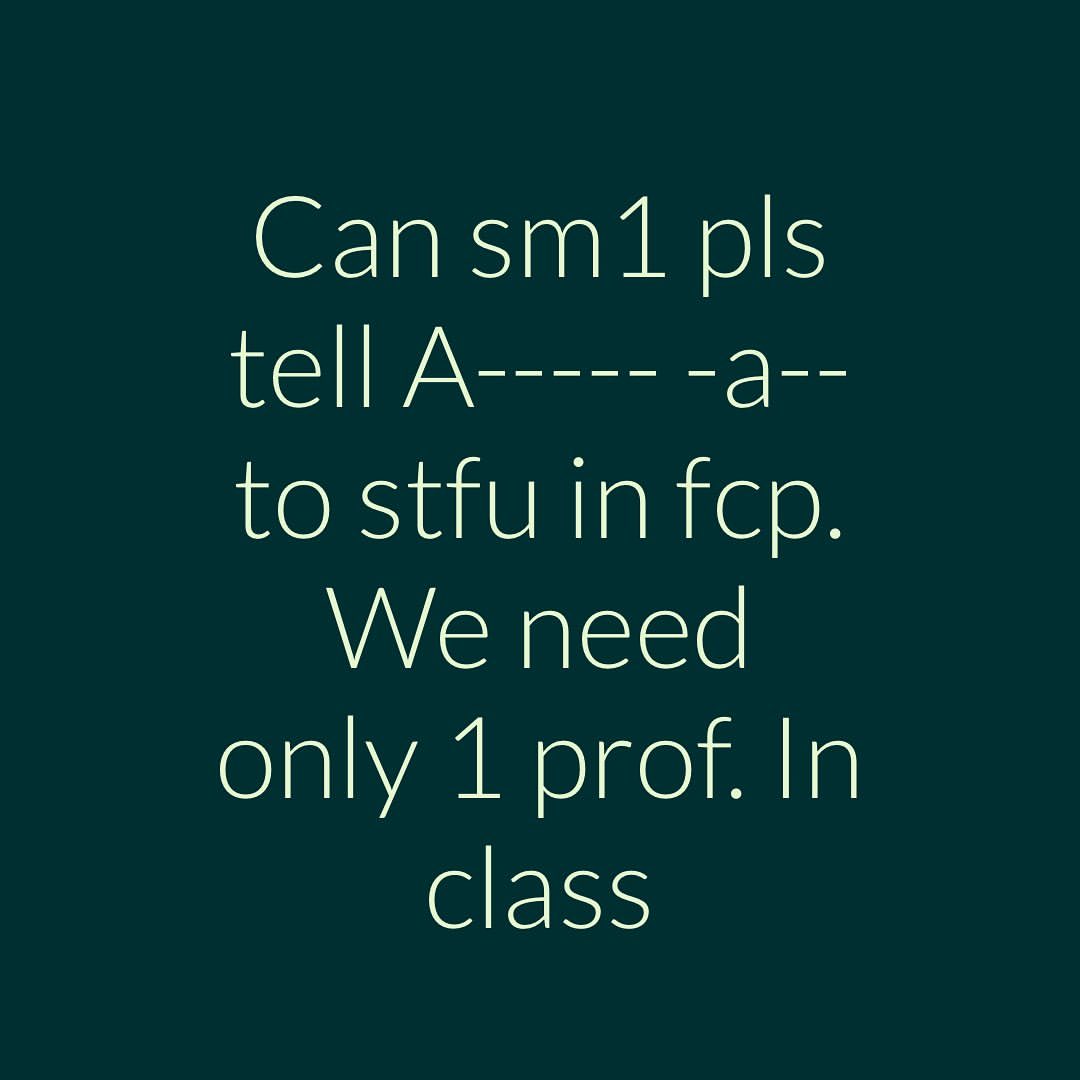 Can sm1 pls
tell A----- -a--
to stfu in fcp.
We need
only 1 prof. In
class